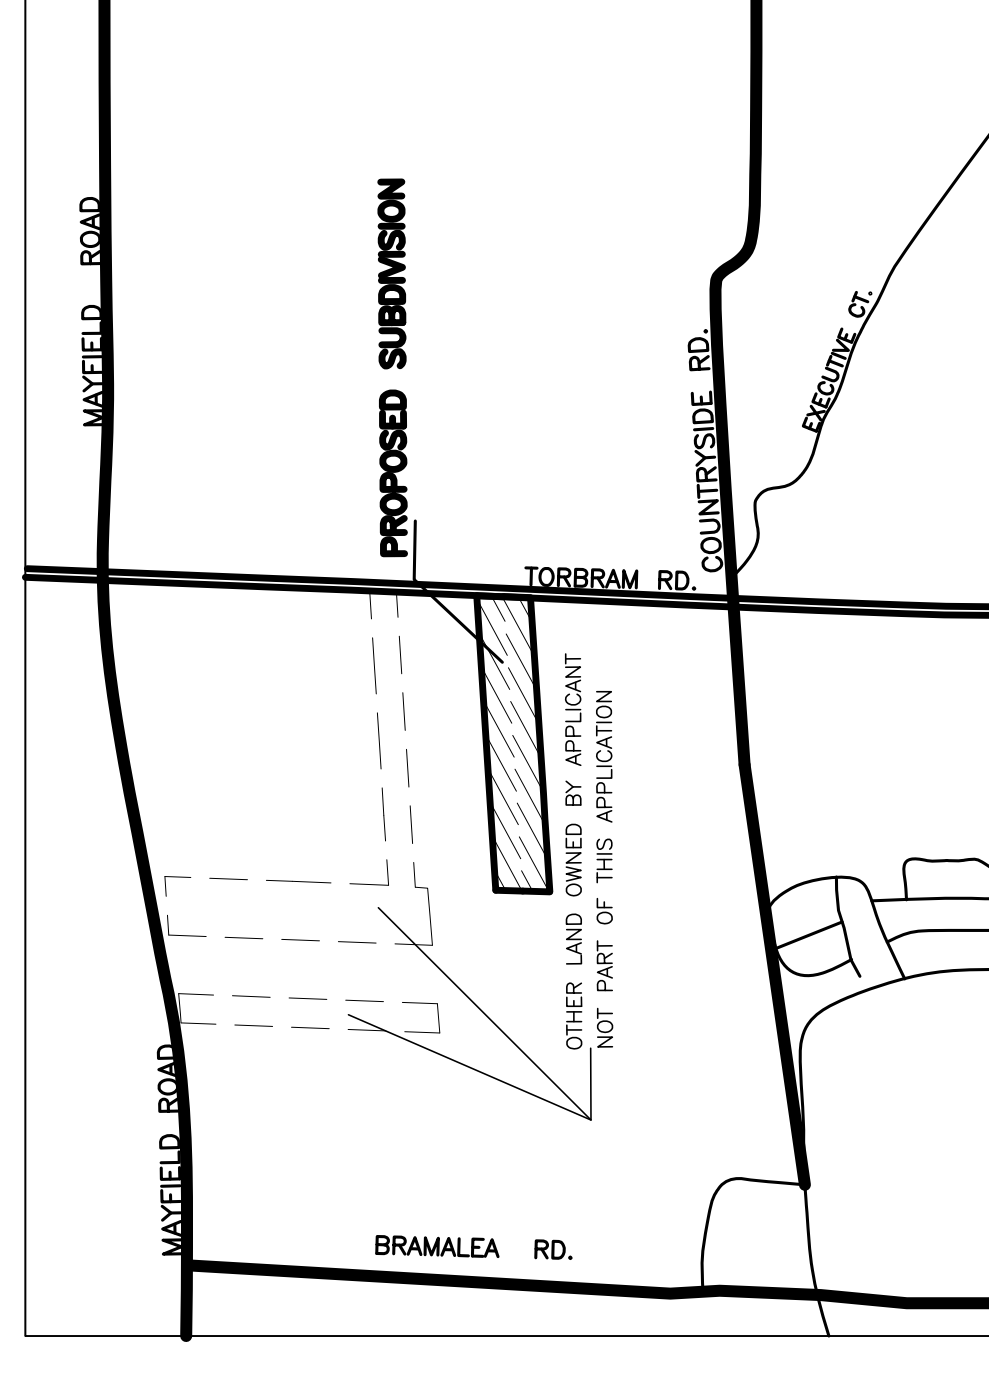 MAYFIELD ROAD
PROPOSED SUBDIVISION
COUNTRYSIDE RD.
EXECUTIVE CT.
TORBRAM RD.
OTHER LAND OWNED BY APPLICANT
NOT PART OF THIS APPLICATION
MAYFIELD ROAD
BRAMALEA RD.